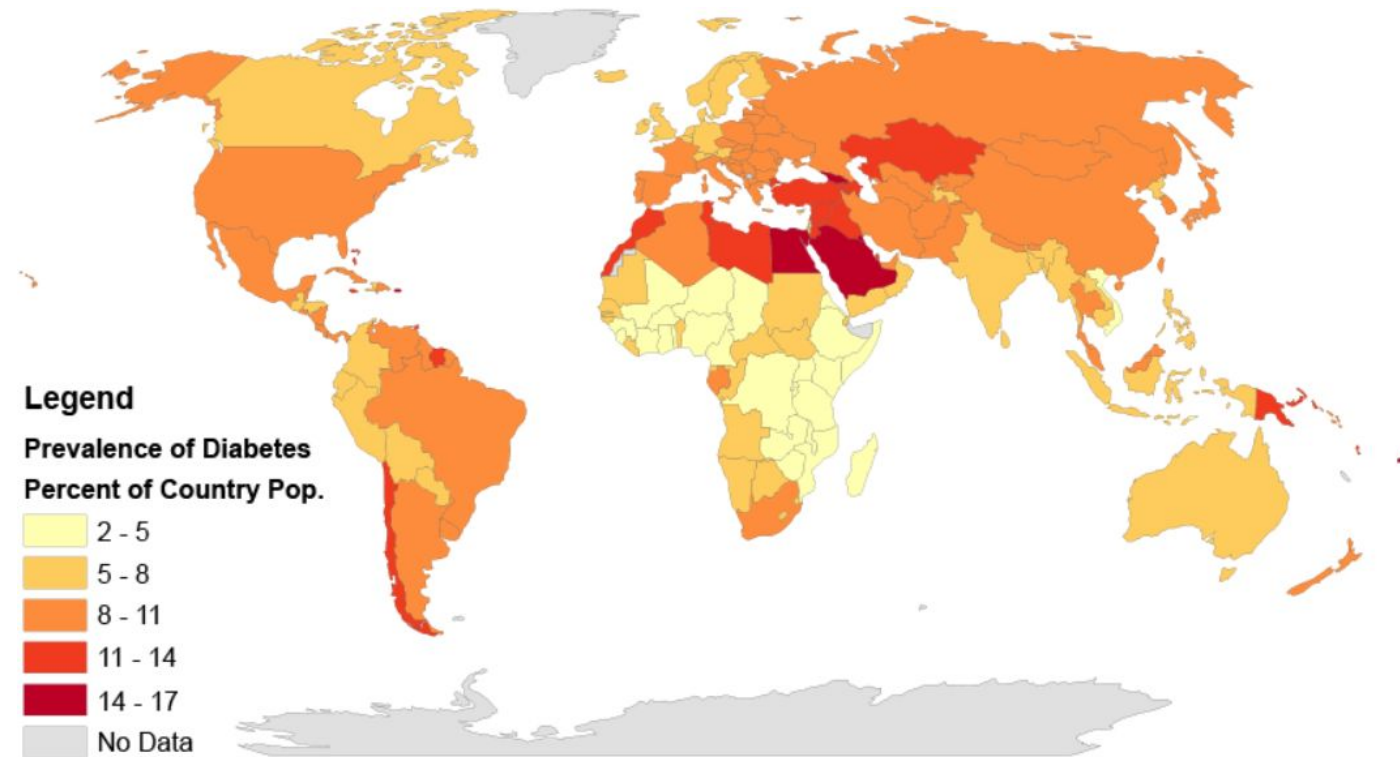 Legend
Prevalence of Diabetes
Percent of Country Pop.
2 - 5
5 - 8
8 - 11
11 - 14
14 - 17
No Data